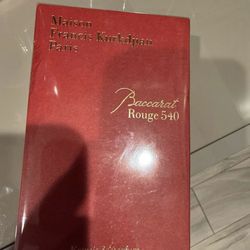 Maison
Francis Kurkdjian
Paris
Baccarat
Rouge 540